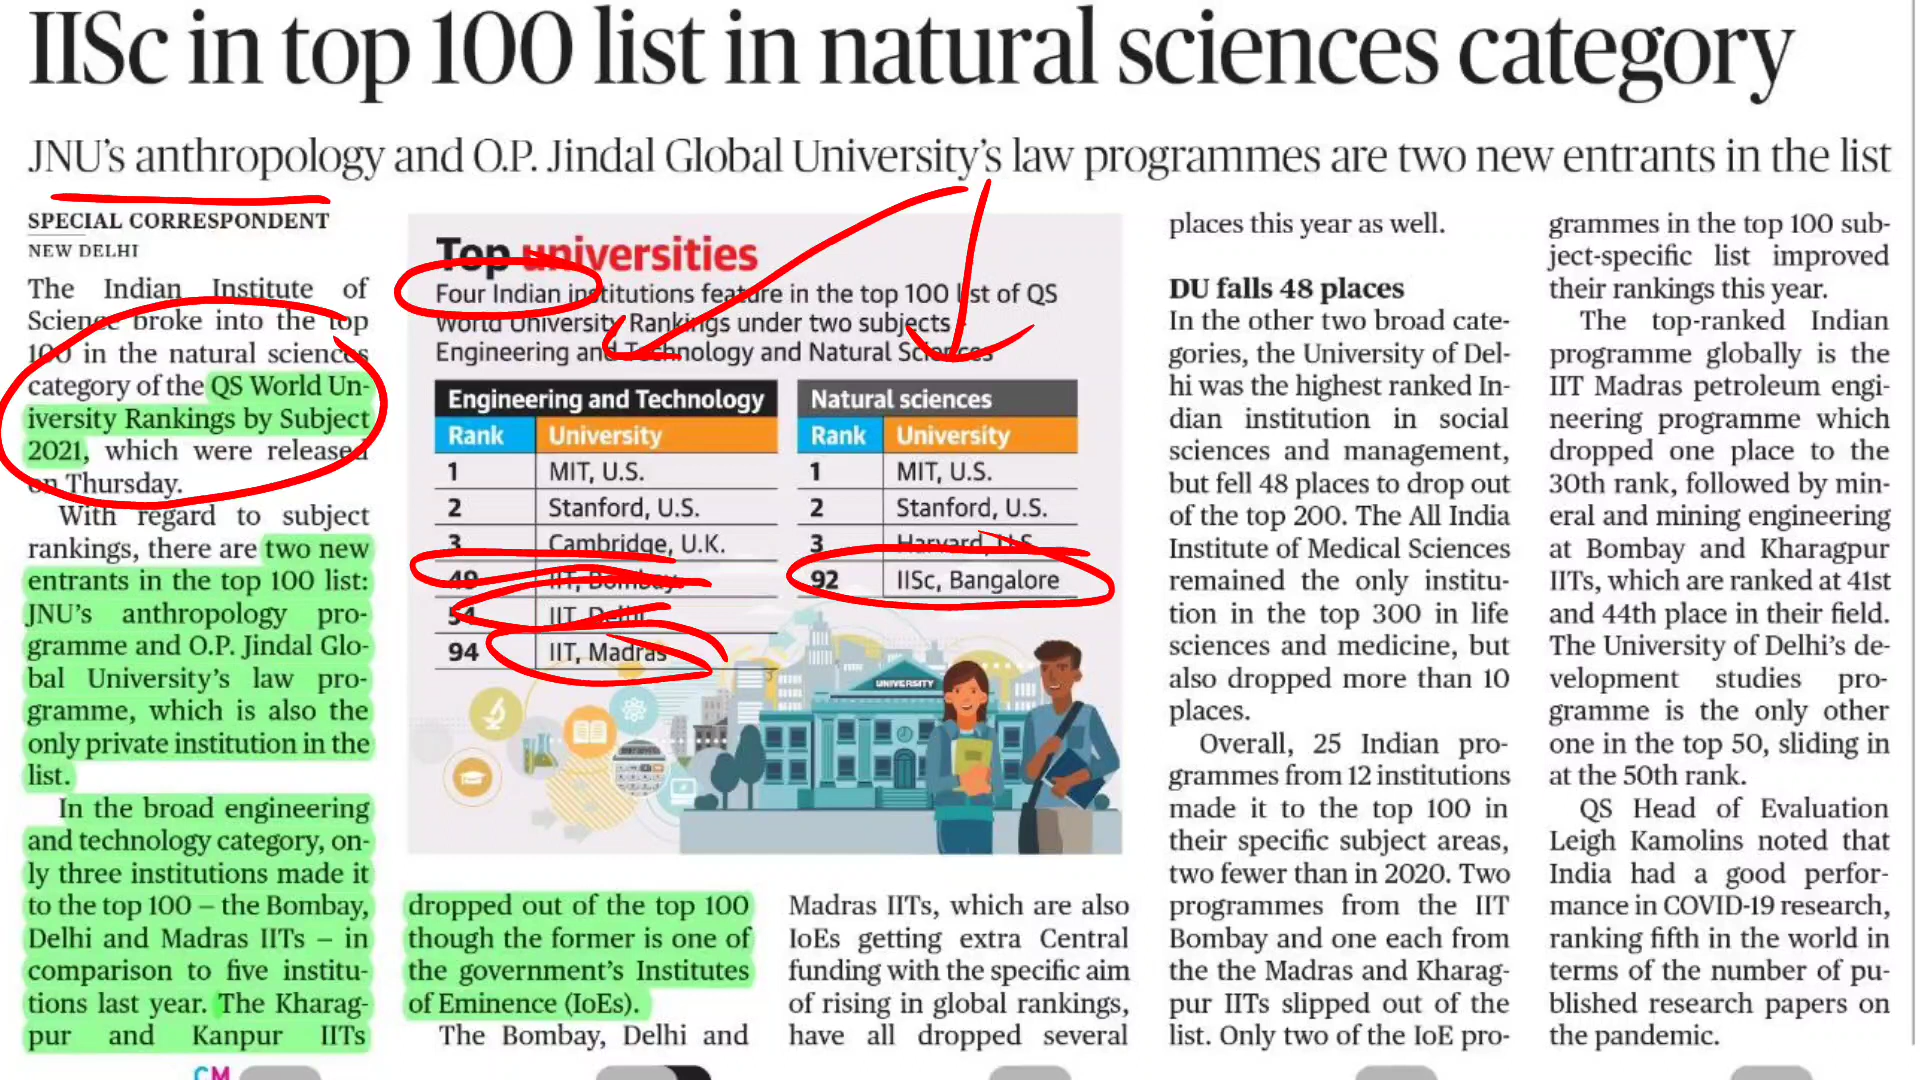 IISc in top 100 list in natural sciences category
JNU's anthropology and O.P. Jindal Global University's law programmes are two new entrants in the list
SPECIAL CORRESPONDENT
NEW DELHI
The Indian Institute of
Science broke into the top
100 in the natural sciences
category of the QS World Un-
iversity Rankings by Subject
2021, which were released
on Thursday.
With regard to subject
rankings, there are two new
entrants in the top 100 list:
JNU's anthropology pro-
gramme and O.P. Jindal Glo-
bal University's law pro-
gramme, which is also the
only private institution in the
list.
In the broad engineering
and technology category, on-
ly three institutions made it
to the top 100 – the Bombay,
Delhi and Madras IITs – in
comparison to five institu-
tions last year. The Kharag-
pur and Kanpur IITs
Top universities
Four Indian institutions feature in the top 100 list of QS
World University Rankings under two subjects -
Engineering and Technology and Natural Sciences
Engineering and Technology
Rank University
1 MIT, U.S.
2 Stanford, U.S.
3 Cambridge, U.K.
49 IIT, Bombay
54 IIT, Delhi
94 IIT, Madras
Natural sciences
Rank University
1 MIT, U.S.
2 Stanford, U.S.
3 Harvard, U.S.
92 IISc, Bangalore
UNIVERSITY
dropped out of the top 100
though the former is one of
the government's Institutes
of Eminence (IoEs).
The Bombay, Delhi and
Madras IITs, which are also
IoEs getting extra Central
funding with the specific aim
of rising in global rankings,
have all dropped several
places this year as well.
DU falls 48 places
In the other two broad cate-
gories, the University of Del-
hi was the highest ranked In-
dian institution in social
sciences and management,
but fell 48 places to drop out
of the top 200. The All India
Institute of Medical Sciences
remained the only institu-
tion in the top 300 in life
sciences and medicine, but
also dropped more than 10
places.
Overall, 25 Indian pro-
grammes from 12 institutions
made it to the top 100 in
their specific subject areas,
two fewer than in 2020. Two
programmes from the IIT
Bombay and one each from
the the Madras and Kharag-
pur IITs slipped out of the
list. Only two of the IoE pro-
grammes in the top 100 sub-
ject-specific list improved
their rankings this year.
The top-ranked Indian
programme globally is the
IIT Madras petroleum engi-
neering programme which
dropped one place to the
30th rank, followed by min-
eral and mining engineering
at Bombay and Kharagpur
IITs, which are ranked at 41st
and 44th place in their field.
The University of Delhi's de-
velopment studies pro-
gramme is the only other
one in the top 50, sliding in
at the 50th rank.
QS Head of Evaluation
Leigh Kamolins noted that
India had a good perfor-
mance in COVID-19 research,
ranking fifth in the world in
terms of the number of pu-
blished research papers on
the pandemic.
CM